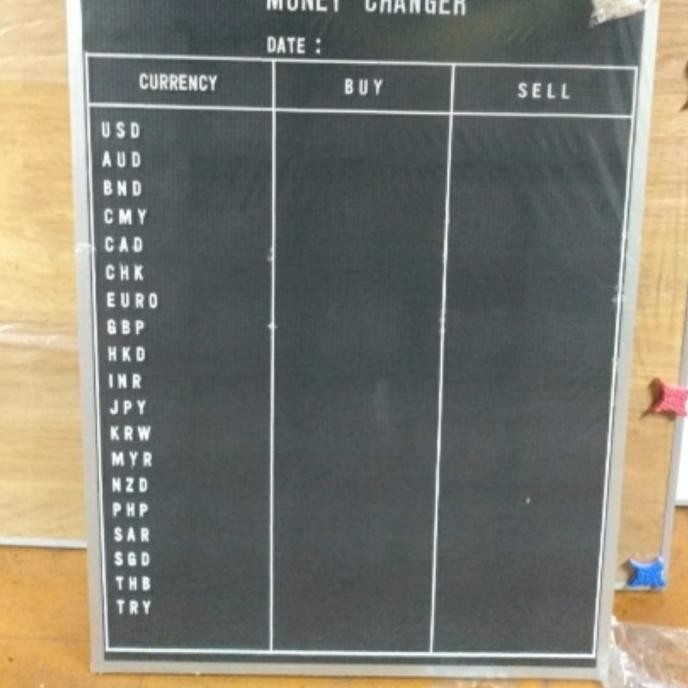 MONEY CHANGER
DATE :
CURRENCY BUY SELL
USD
AUD
BND
CMY
CAD
CHK
EURO
GBP
HKD
INR
JPY
KRW
MYR
NZD
PHP
SAR
SGD
THB
TRY